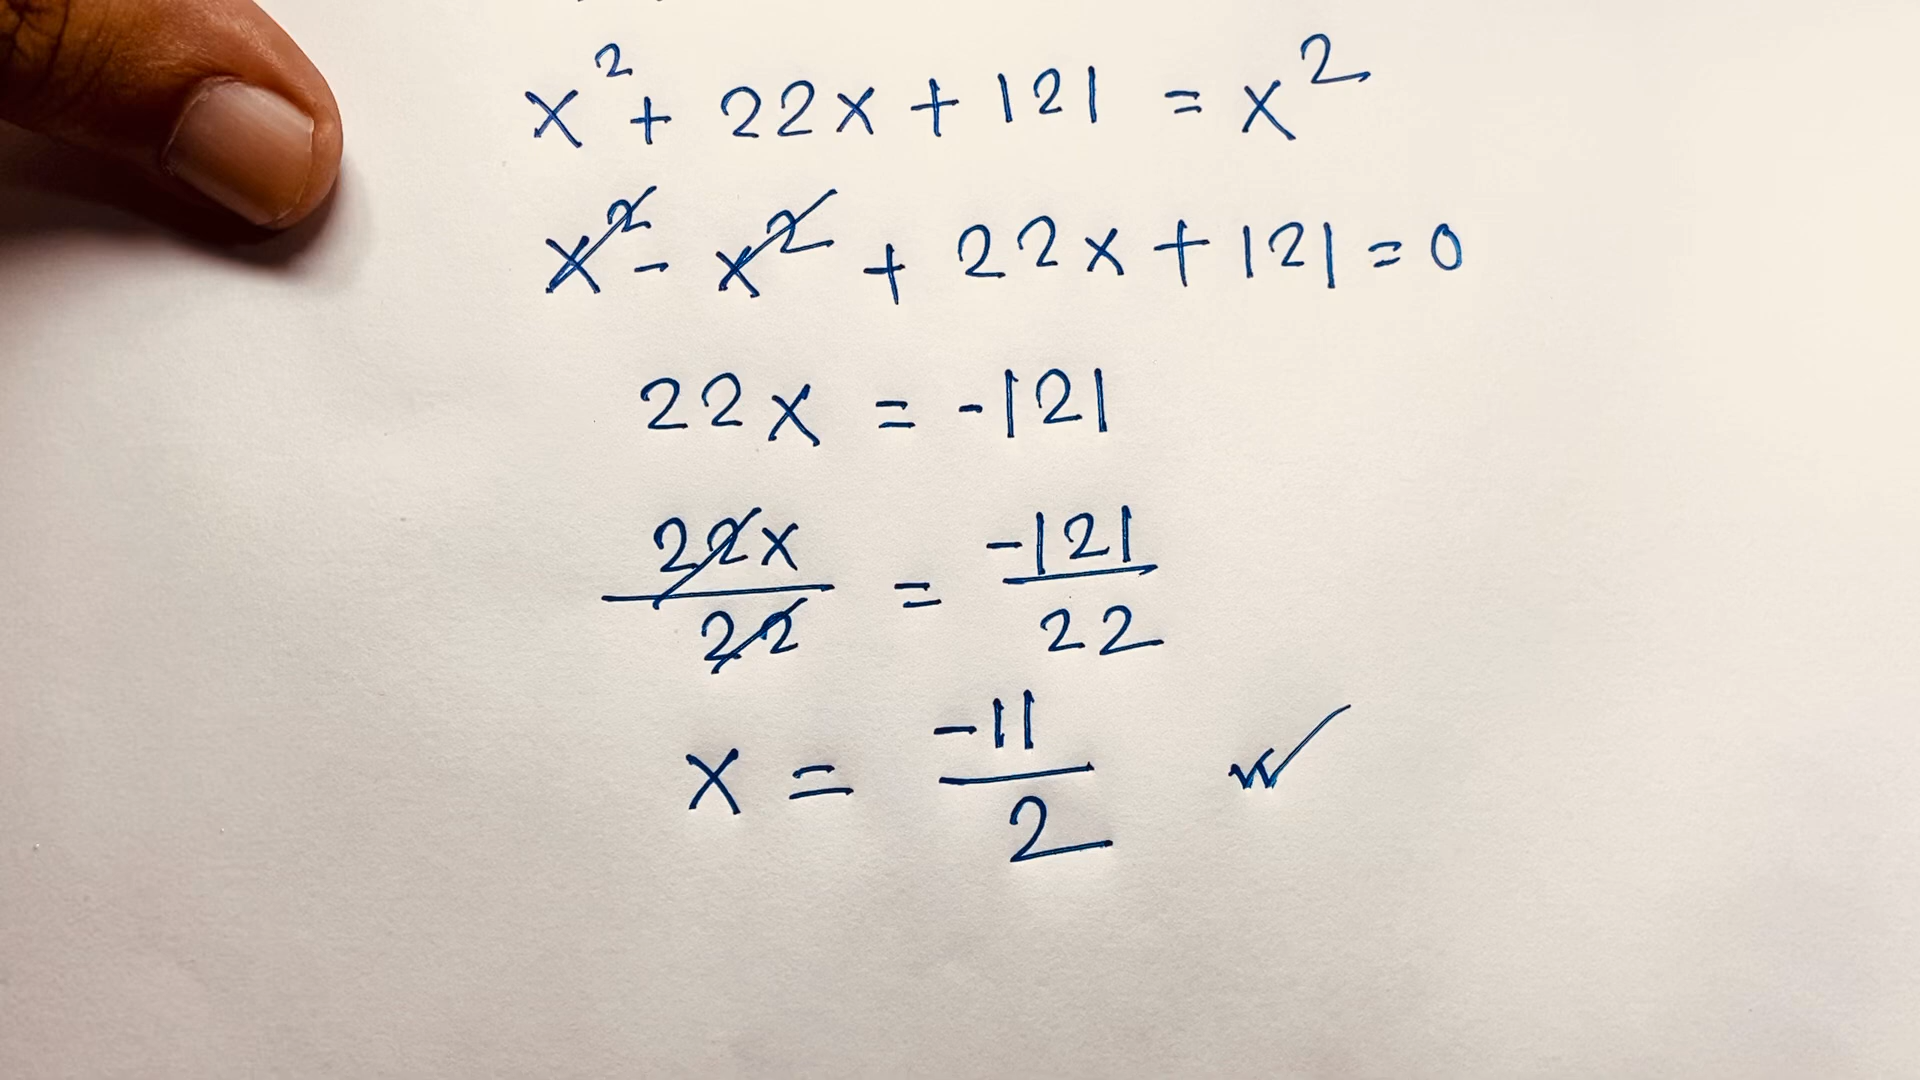 x² + 22x + 121 = x²
x² - x² + 22x + 121 = 0
22x = -121
22x/22 = -121/22
x = -11/2 ✓